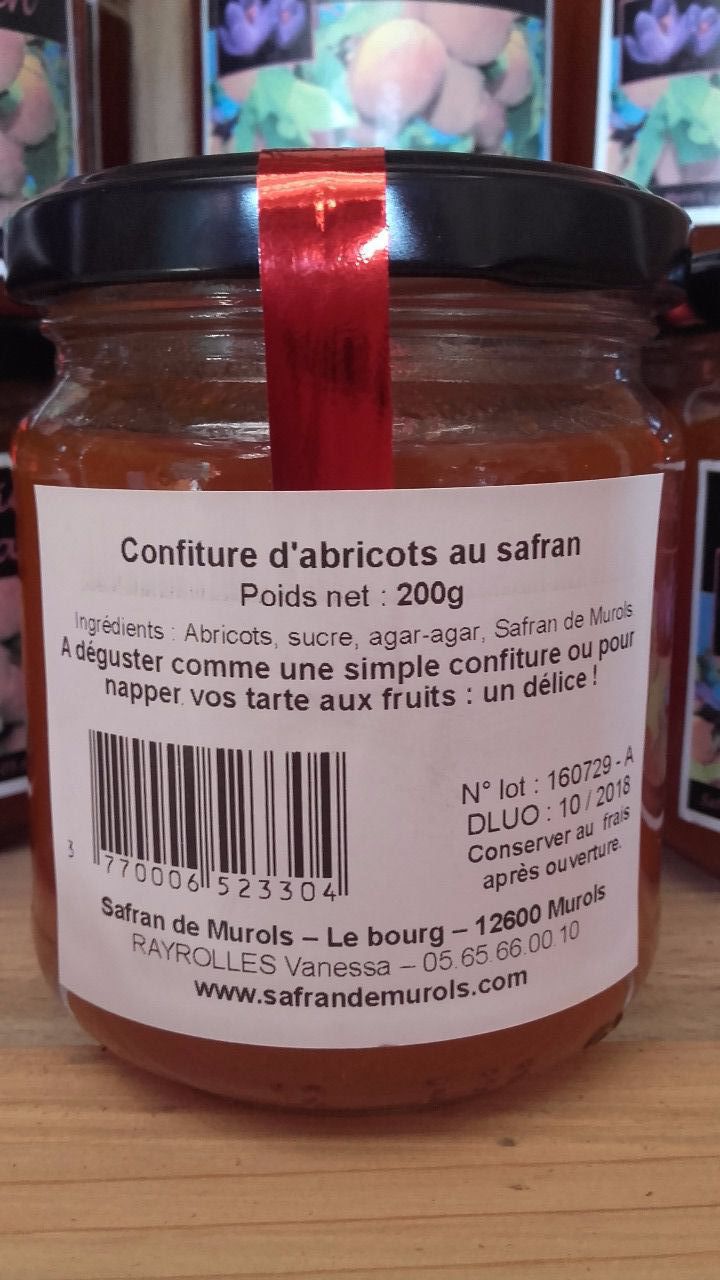 Confiture d'abricots au safran
Poids net : 200g
Ingrédients : Abricots, sucre, agar-agar, Safran de Murols
A déguster comme une simple confiture ou pour
napper vos tarte aux fruits : un délice !
N° lot : 160729 - A
DLUO : 10 / 2018
Conserver au frais
après ouverture.
3 770006 523304
Safran de Murols – Le bourg – 12600 Murols
RAYROLLES Vanessa – 05.65.66.00.10
www.safrandemurols.com